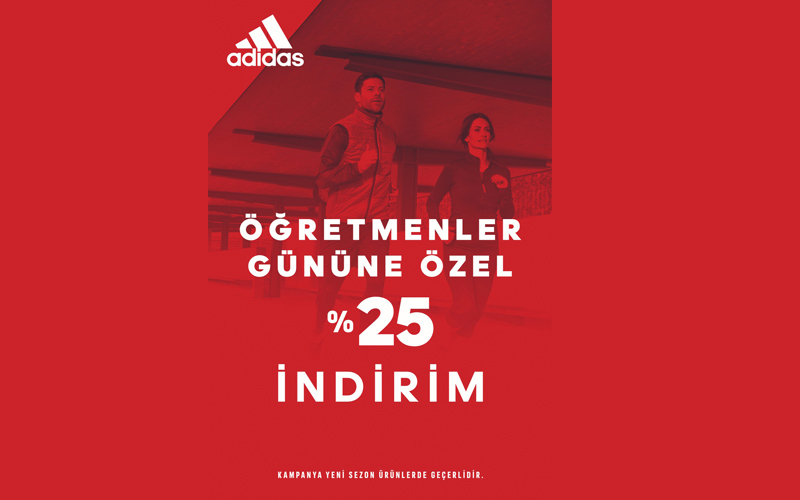 adidas
ÖĞRETMENLER
GÜNÜNE ÖZEL
%25
İNDİRİM
KAMPANYA YENİ SEZON ÜRÜNLERDE GEÇERLİDİR.